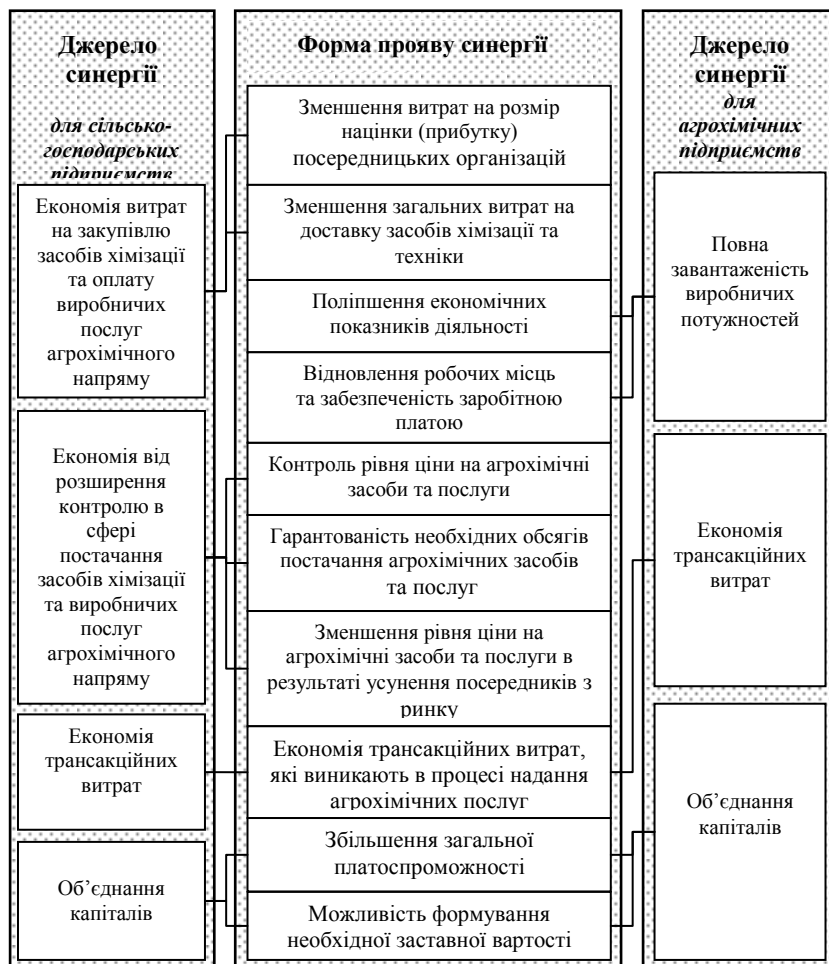 Джерело
синергії
для сільсько-
господарських
підприємств
Економія витрат
на закупівлю
засобів хімізації
та оплату
виробничих
послуг
агрохімічного
напряму
Економія від
розширення
контролю в
сфері
постачання
засобів хімізації
та виробничих
послуг
агрохімічного
напряму
Економія
трансакційних
витрат
Об’єднання
капіталів
Форма прояву синергії
Зменшення витрат на розмір
націнки (прибутку)
посередницьких організацій
Зменшення загальних витрат на
доставку засобів хімізації та
техніки
Поліпшення економічних
показників діяльності
Відновлення робочих місць
та забезпеченість заробітною
платою
Контроль рівня ціни на агрохімічні
засоби та послуги
Гарантованість необхідних обсягів
постачання агрохімічних засобів
та послуг
Зменшення рівня ціни на
агрохімічні засоби та послуги в
результаті усунення посередників з
ринку
Економія трансакційних витрат,
які виникають в процесі надання
агрохімічних послуг
Збільшення загальної
платоспроможності
Можливість формування
необхідної заставної вартості
Джерело
синергії
для
агрохімічних
підприємств
Повна
завантаженість
виробничих
потужностей
Економія
трансакційних
витрат
Об’єднання
капіталів